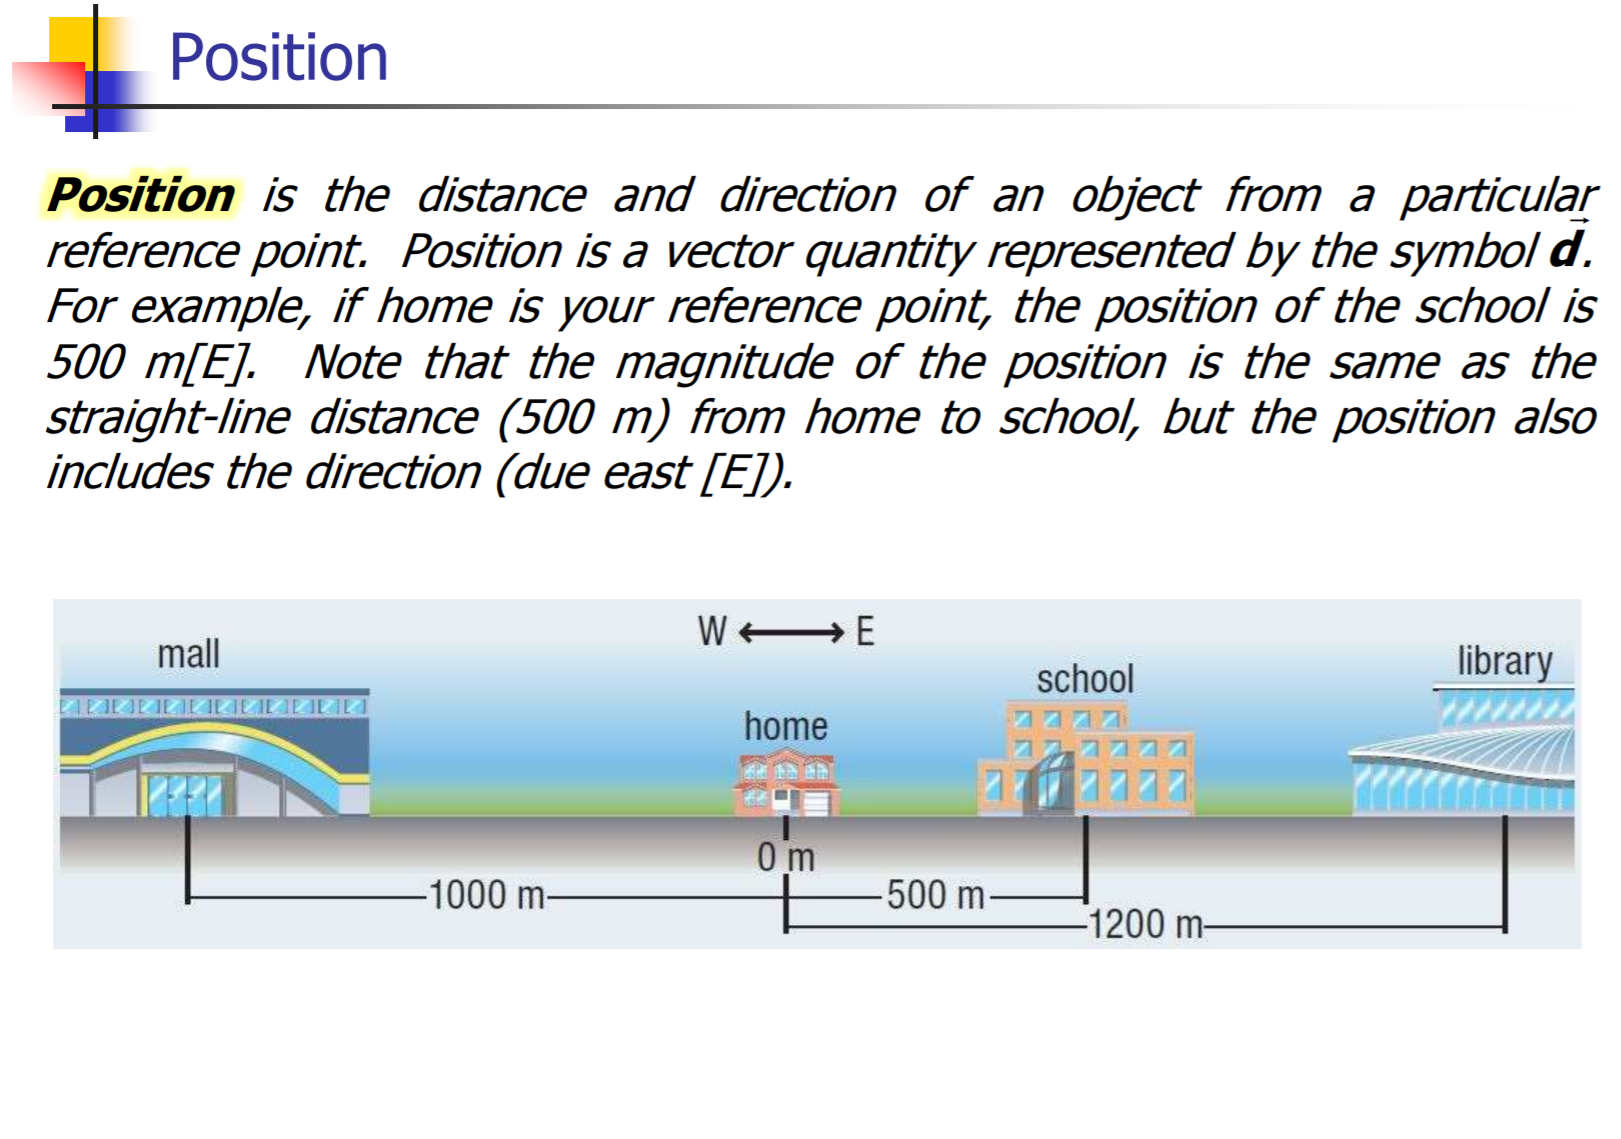 Position
Position is the distance and direction of an object from a particular
reference point. Position is a vector quantity represented by the symbol d⃗.
For example, if home is your reference point, the position of the school is
500 m[E]. Note that the magnitude of the position is the same as the
straight-line distance (500 m) from home to school, but the position also
includes the direction (due east [E]).
W E
mall
library
school
home
0 m
1000 m
500 m
1200 m